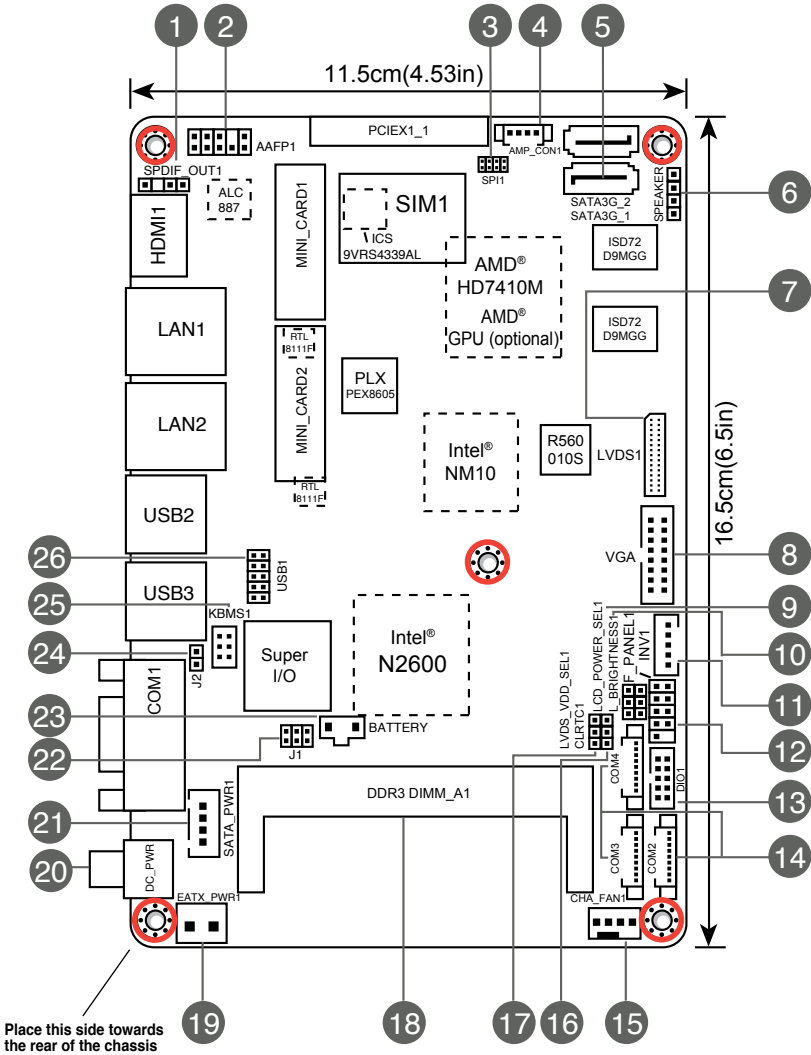 1 2 3 4 5
11.5cm(4.53in)
PCIEX1_1
AAFP1
AMP_CON1
SPDIF_OUT1
SPI1
ALC
887
SATA3G_2
SATA3G_1
SPEAKER
6
HDMI1
MINI_CARD1
SIM1
ICS
9VRS4339AL
ISD72
D9MGG
AMD®
HD7410M
AMD®
GPU (optional)
7
LAN1
RTL
8111F
ISD72
D9MGG
PLX
PEX8605
MINI_CARD2
LAN2
Intel®
NM10
R560
010S
LVDS1
16.5cm(6.5in)
RTL
8111F
USB2
VGA
8
26
USB1
25
USB3
KBMS1
9
24
J2
Super
I/O
Intel®
N2600
LVDS_VDD_SEL1
CLRTC1
LCD_POWER_SEL1
L_BRIGHTNESS1
F_PANEL1
INV1
10
11
COM1
23
BATTERY
12
22
J1
COM4
DIO1
13
21
SATA_PWR1
DDR3 DIMM_A1
14
20
DC_PWR
COM3
COM2
EATX_PWR1
CHA_FAN1
19 18 17 16 15
Place this side towards
the rear of the chassis